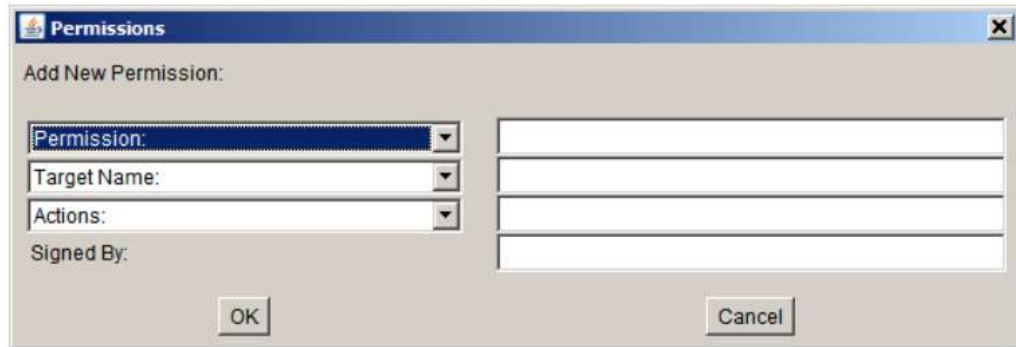 Permissions
Add New Permission:
Permission:
Target Name:
Actions:
Signed By:
OK Cancel